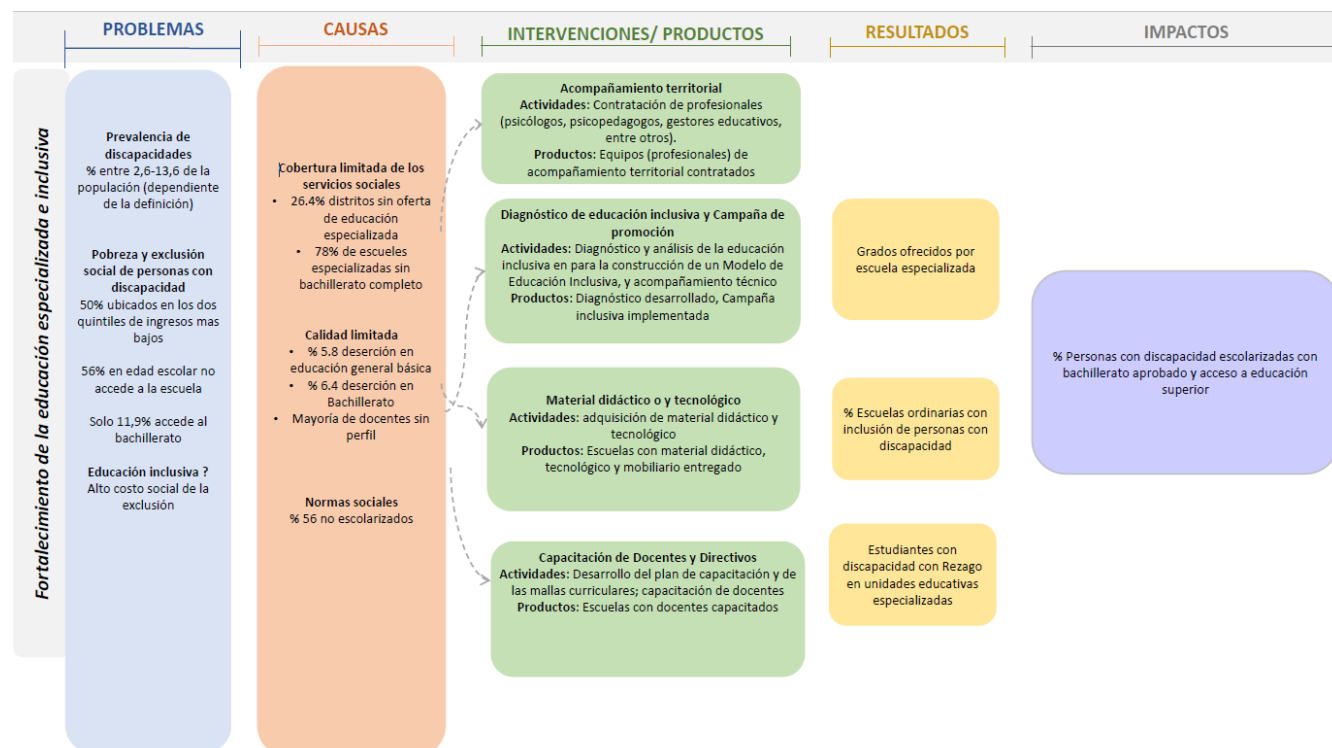 PROBLEMAS
CAUSAS
INTERVENCIONES/ PRODUCTOS
RESULTADOS
IMPACTOS
Fortalecimiento de la educación especializada e inclusiva
Prevalencia de
discapacidades
% entre 2,6-13,6 de la
populación (dependiente
de la definición)
Pobreza y exclusión
social de personas con
discapacidad
50% ubicados en los dos
quintiles de ingresos mas
bajos
56% en edad escolar no
accede a la escuela
Solo 11,9% accede al
bachillerato
Educación inclusiva ?
Alto costo social de la
exclusión
Cobertura limitada de los
servicios sociales
• 26.4% distritos sin oferta
de educación
especializada
• 78% de escueles
especializadas sin
bachillerato completo
Calidad limitada
• % 5.8 deserción en
educación general básica
• % 6.4 deserción en
Bachillerato
• Mayoría de docentes sin
perfil
Normas sociales
% 56 no escolarizados
Acompañamiento territorial
Actividades: Contratación de profesionales
(psicólogos, psicopedagogos, gestores educativos,
entre otros).
Productos: Equipos (profesionales) de
acompañamiento territorial contratados
Diagnóstico de educación inclusiva y Campaña de
promoción
Actividades: Diagnóstico y análisis de la educación
inclusiva en para la construcción de un Modelo de
Educación Inclusiva, y acompañamiento técnico
Productos: Diagnóstico desarrollado, Campaña
inclusiva implementada
Material didáctico o y tecnológico
Actividades: adquisición de material didáctico y
tecnológico
Productos: Escuelas con material didáctico,
tecnológico y mobiliario entregado
Capacitación de Docentes y Directivos
Actividades: Desarrollo del plan de capacitación y de
las mallas curriculares; capacitación de docentes
Productos: Escuelas con docentes capacitados
Grados ofrecidos por
escuela especializada
% Escuelas ordinarias con
inclusión de personas con
discapacidad
Estudiantes con
discapacidad con Rezago
en unidades educativas
especializadas
% Personas con discapacidad escolarizadas con
bachillerato aprobado y acceso a educación
superior